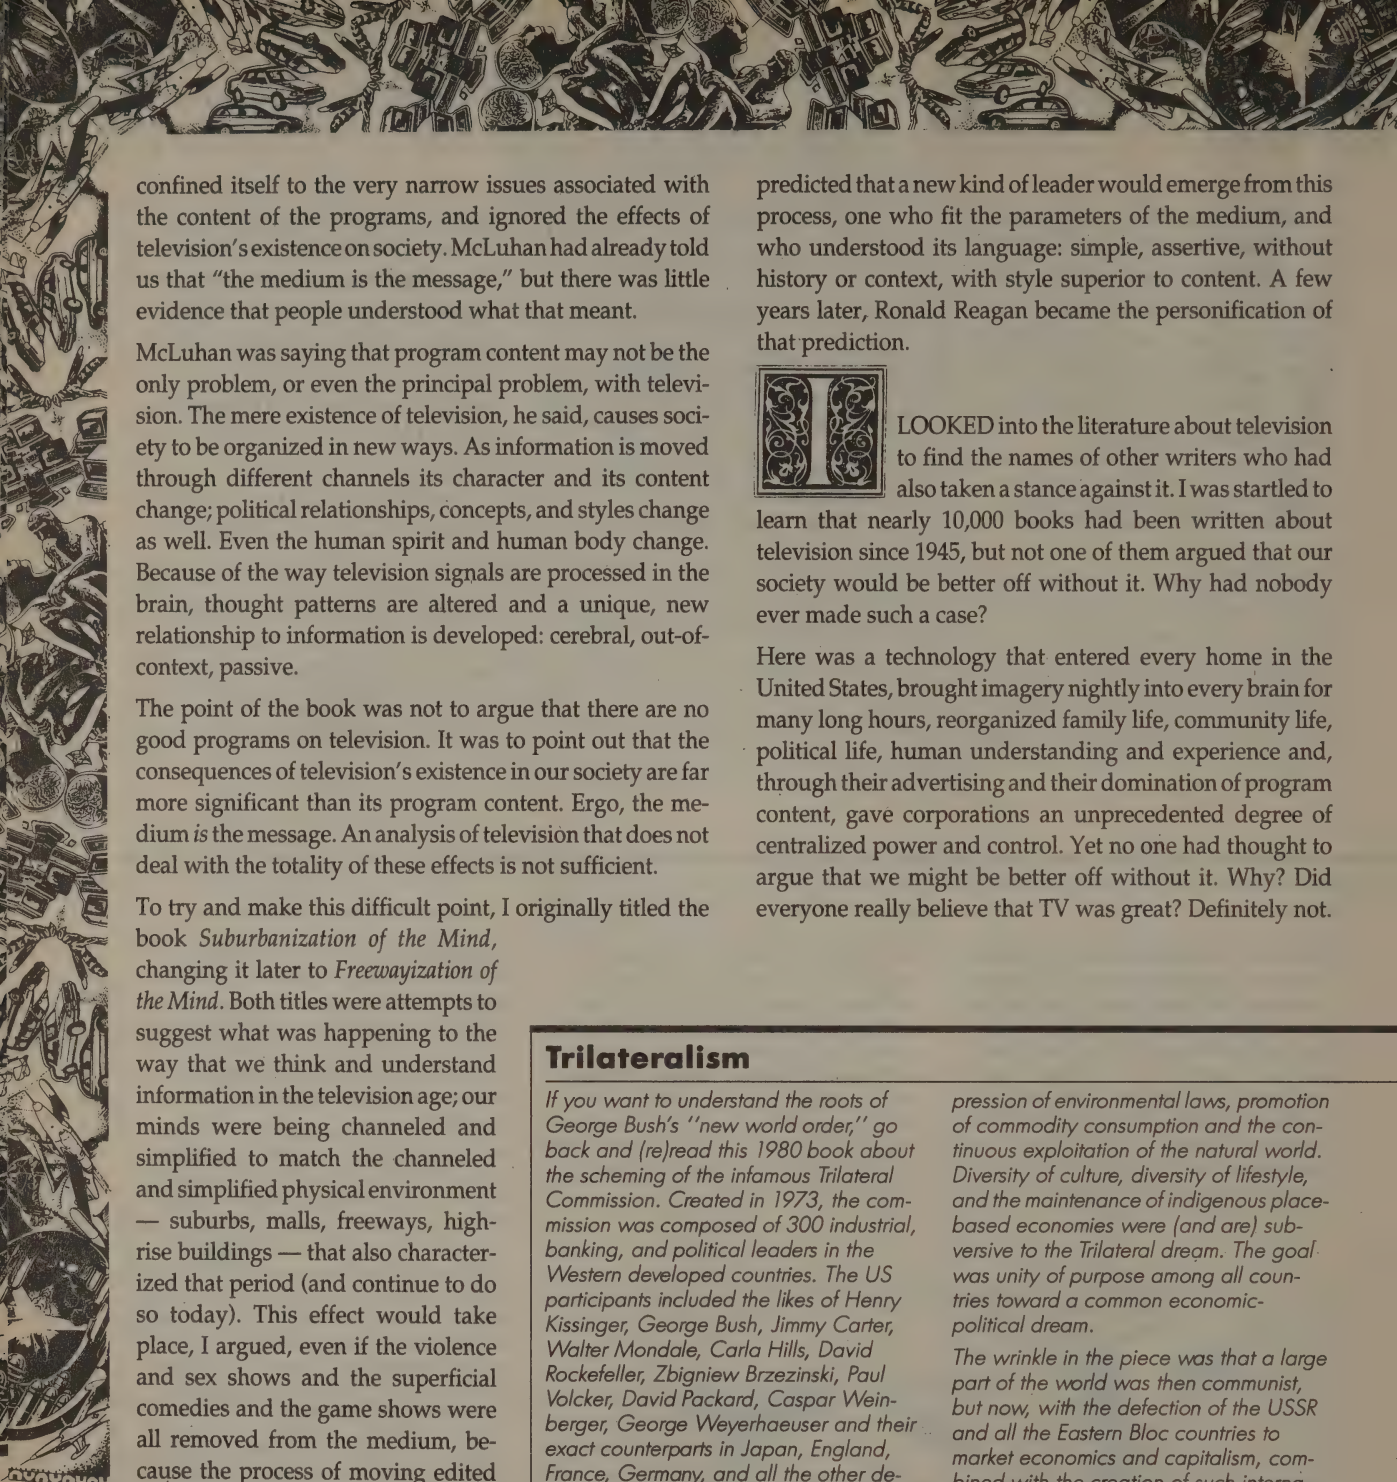 confined itself to the very narrow issues associated with
the content of the programs, and ignored the effects of
television's existence on society. McLuhan had already told
us that "the medium is the message," but there was little
evidence that people understood what that meant.
McLuhan was saying that program content may not be the
only problem, or even the principal problem, with televi-
sion. The mere existence of television, he said, causes soci-
ety to be organized in new ways. As information is moved
through different channels its character and its content
change; political relationships, concepts, and styles change
as well. Even the human spirit and human body change.
Because of the way television signals are processed in the
brain, thought patterns are altered and a unique, new
relationship to information is developed: cerebral, out-of-
context, passive.
The point of the book was not to argue that there are no
good programs on television. It was to point out that the
consequences of television's existence in our society are far
more significant than its program content. Ergo, the me-
dium is the message. An analysis of television that does not
deal with the totality of these effects is not sufficient.
To try and make this difficult point, I originally titled the
book Suburbanization of the Mind,
changing it later to Freewayization of
the Mind. Both titles were attempts to
suggest what was happening to the
way that we think and understand
information in the television age; our
minds were being channeled and
simplified to match the channeled
and simplified physical environment
— suburbs, malls, freeways, high-
rise buildings — that also character-
ized that period (and continue to do
so today). This effect would take
place, I argued, even if the violence
and sex shows and the superficial
comedies and the game shows were
all removed from the medium, be-
cause the process of moving edited
predicted that a new kind of leader would emerge from this
process, one who fit the parameters of the medium, and
who understood its language: simple, assertive, without
history or context, with style superior to content. A few
years later, Ronald Reagan became the personification of
that prediction.
I LOOKED into the literature about television
to find the names of other writers who had
also taken a stance against it. I was startled to
learn that nearly 10,000 books had been written about
television since 1945, but not one of them argued that our
society would be better off without it. Why had nobody
ever made such a case?
Here was a technology that entered every home in the
United States, brought imagery nightly into every brain for
many long hours, reorganized family life, community life,
political life, human understanding and experience and,
through their advertising and their domination of program
content, gave corporations an unprecedented degree of
centralized power and control. Yet no one had thought to
argue that we might be better off without it. Why? Did
everyone really believe that TV was great? Definitely not.
Trilateralism
If you want to understand the roots of
George Bush's "new world order," go
back and (re)read this 1980 book about
the scheming of the infamous Trilateral
Commission. Created in 1973, the com-
mission was composed of 300 industrial,
banking, and political leaders in the
Western developed countries. The US
participants included the likes of Henry
Kissinger, George Bush, Jimmy Carter,
Walter Mondale, Carla Hills, David
Rockefeller, Zbigniew Brzezinski, Paul
Volcker, David Packard, Caspar Wein-
berger, George Weyerhaeuser and their
exact counterparts in Japan, England,
France, Germany, and all the other de-
pression of environmental laws, promotion
of commodity consumption and the con-
tinuous exploitation of the natural world.
Diversity of culture, diversity of lifestyle,
and the maintenance of indigenous place-
based economies were (and are) sub-
versive to the Trilateral dream. The goal
was unity of purpose among all coun-
tries toward a common economic-
political dream.
The wrinkle in the piece was that a large
part of the world was then communist,
but now, with the defection of the USSR
and all the Eastern Bloc countries to
market economics and capitalism, com-
bined with the creation of such interna-